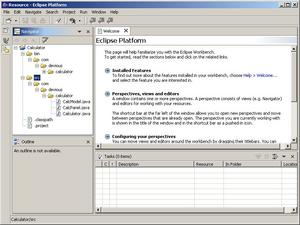 Resource - Eclipse Platform
File Edit Navigate Search Project Run Window Help
Navigator
Calculator
bin
com
devous
calculator
src
com
devous
calculator
CalcModel.java
CalcPanel.java
Calculator.java
.classpath
.project
Outline
An outline is not available.
Welcome
Eclipse Platform
This page will help familiarize you with the Eclipse Workbench.
To get started, read the sections below and click on the related links.
Installed features
To find out more about the features installed in your workbench, choose Help > Welcome...
and select the feature you are interested in.
Perspectives, views and editors
A window contains one or more perspectives. A perspective consists of views (e.g. Navigator)
and editors for working with your resources.
The shortcut bar at the far left of the window allows you to open new perspectives and move
between perspectives that are already open. The perspective you are currently working with
is shown in the title of the window and in the shortcut bar as a pushed in icon.
Configuring your perspectives
You can move views and editors around the workbench by dragging their titlebars. You can
Tasks (0 items)
C ! Description Resource In Folder Locatio
Calculator/src